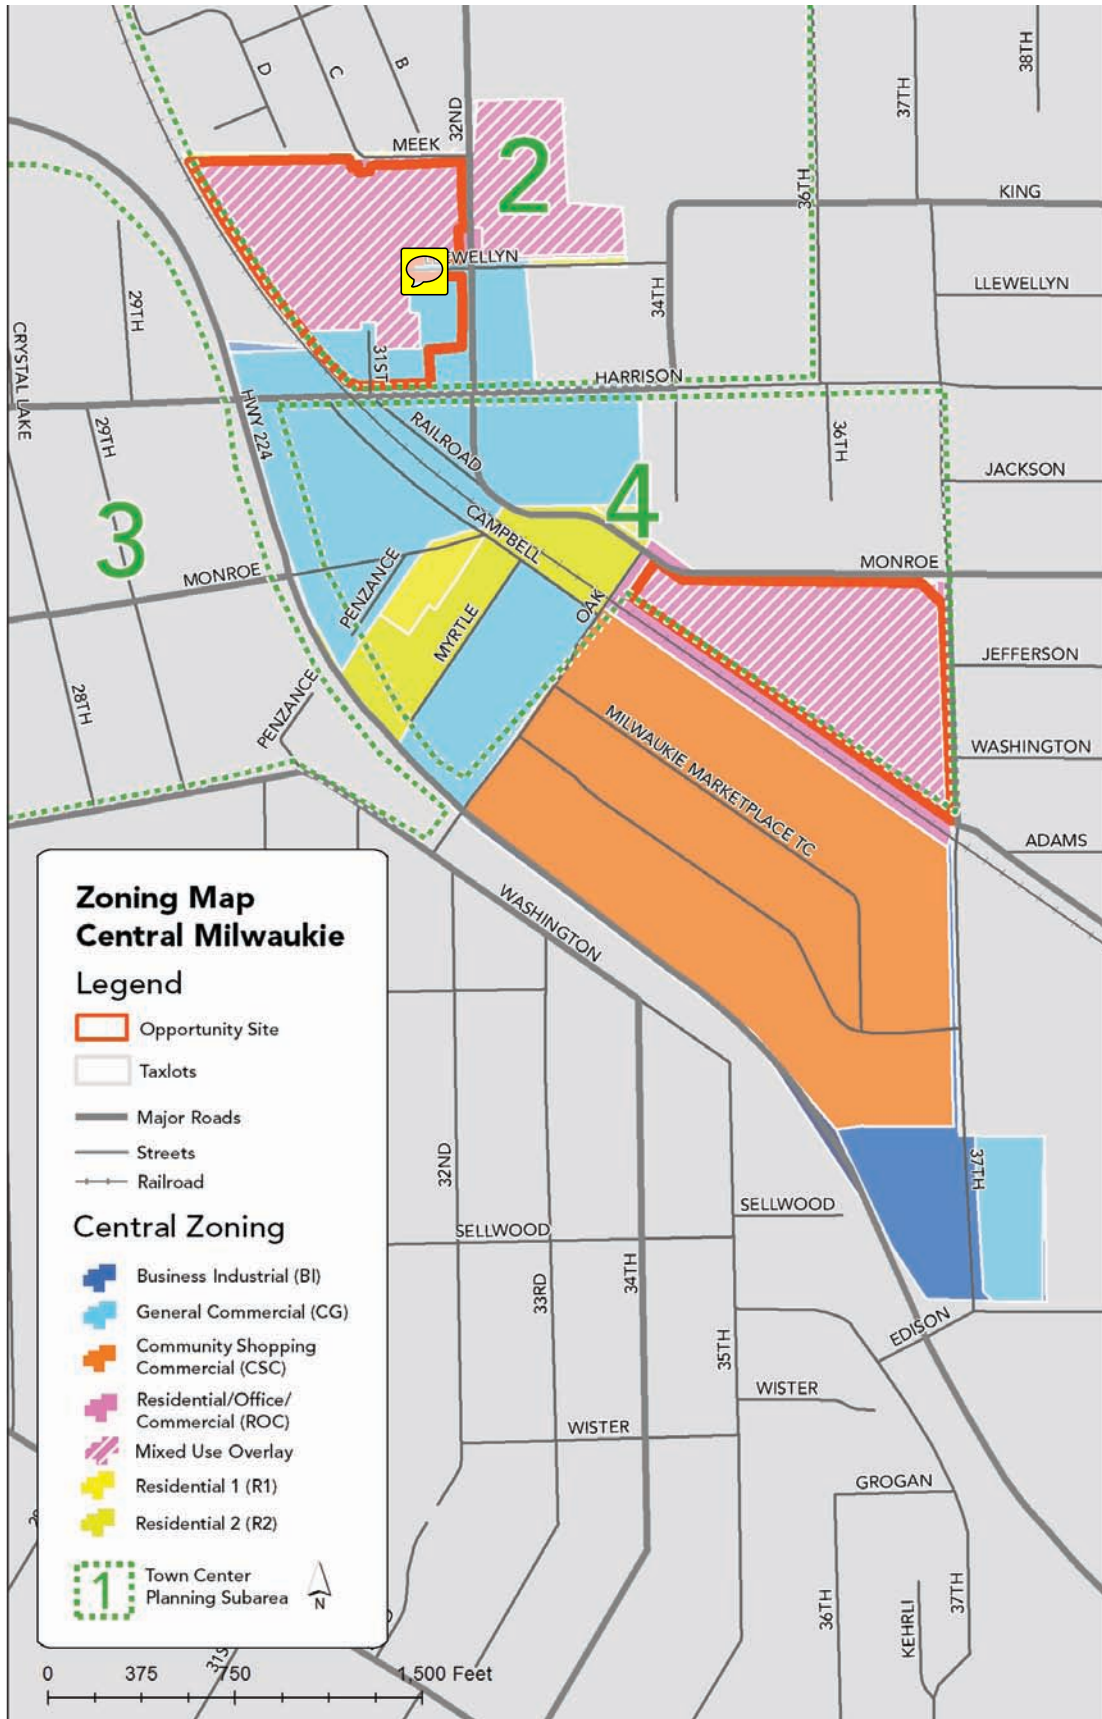 D
C
B
32ND
MEEK
2
36TH
37TH
38TH
KING
EWELLYN
34TH
LLEWELLYN
29TH
CRYSTAL LAKE
29TH
HWY 224
31ST
HARRISON
RAILROAD
36TH
JACKSON
3
4
CAMPBELL
MONROE
MONROE
PENZANCE
MYRTLE
OAK
JEFFERSON
28TH
PENZANCE
MILWAUKIE MARKETPLACE TC
WASHINGTON
ADAMS
WASHINGTON
Zoning Map
Central Milwaukie
Legend
Opportunity Site
Taxlots
Major Roads
Streets
Railroad
Central Zoning
Business Industrial (BI)
General Commercial (CG)
Community Shopping
Commercial (CSC)
Residential/Office/
Commercial (ROC)
Mixed Use Overlay
Residential 1 (R1)
Residential 2 (R2)
1
Town Center
Planning Subarea
N
32ND
SELLWOOD
33RD
34TH
SELLWOOD
35TH
37TH
EDISON
WISTER
WISTER
GROGAN
36TH
KEHRLI
37TH
0 375 750 1,500 Feet